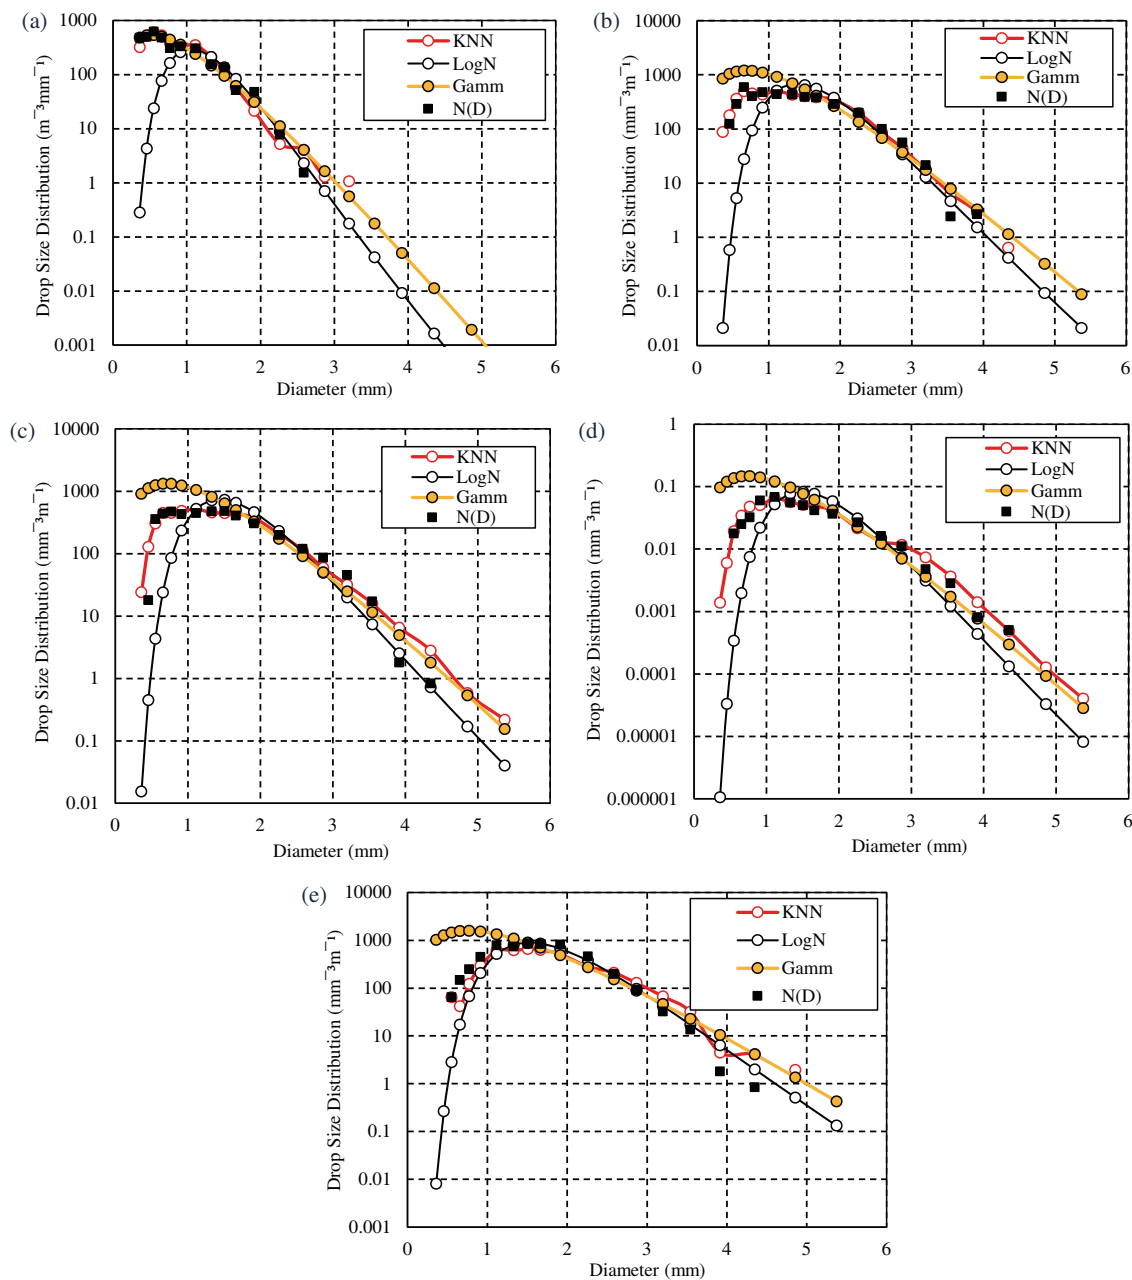 (a)
1000
100
10
1
0.1
0.01
0.001
Drop Size Distribution (m⁻³mm⁻¹)
KNN
LogN
Gamm
N(D)
0 1 2 3 4 5 6
Diameter (mm)
(b)
10000
1000
100
10
1
0.1
0.01
Drop Size Distribution (mm⁻³m⁻¹)
KNN
LogN
Gamm
N(D)
0 1 2 3 4 5 6
Diameter (mm)
(c)
10000
1000
100
10
1
0.1
0.01
Drop Size Distribution (mm⁻³m⁻¹)
KNN
LogN
Gamm
N(D)
0 1 2 3 4 5 6
Diameter (mm)
(d)
1
0.1
0.01
0.001
0.0001
0.00001
0.000001
Drop Size Distribution (mm⁻³m⁻¹)
KNN
LogN
Gamm
N(D)
0 1 2 3 4 5 6
Diameter (mm)
(e)
10000
1000
100
10
1
0.1
0.01
0.001
Drop Size Distribution (mm⁻³m⁻¹)
KNN
LogN
Gamm
N(D)
0 1 2 3 4 5 6
Diameter (mm)